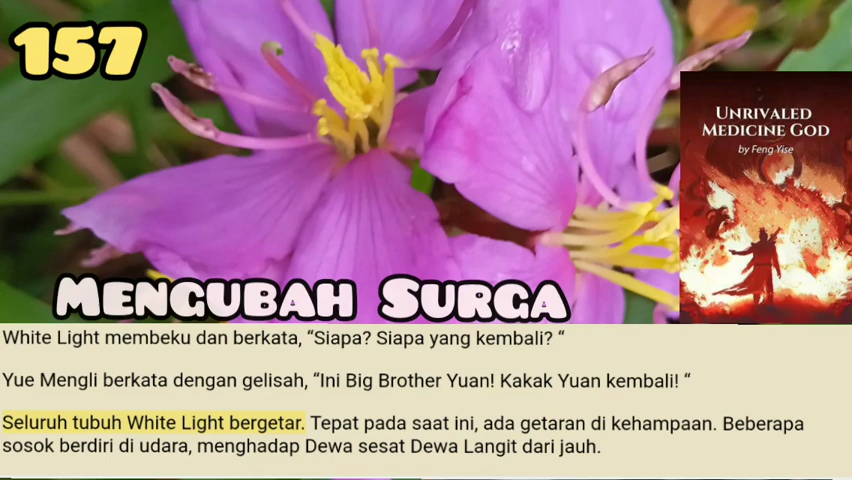 157
UNRIVALED
MEDICINE GOD
by Feng Yise
MENGUBAH SURGA
White Light membeku dan berkata, “Siapa? Siapa yang kembali? “
Yue Mengli berkata dengan gelisah, “Ini Big Brother Yuan! Kakak Yuan kembali! “
Seluruh tubuh White Light bergetar. Tepat pada saat ini, ada getaran di kehampaan. Beberapa
sosok berdiri di udara, menghadap Dewa sesat Dewa Langit dari jauh.